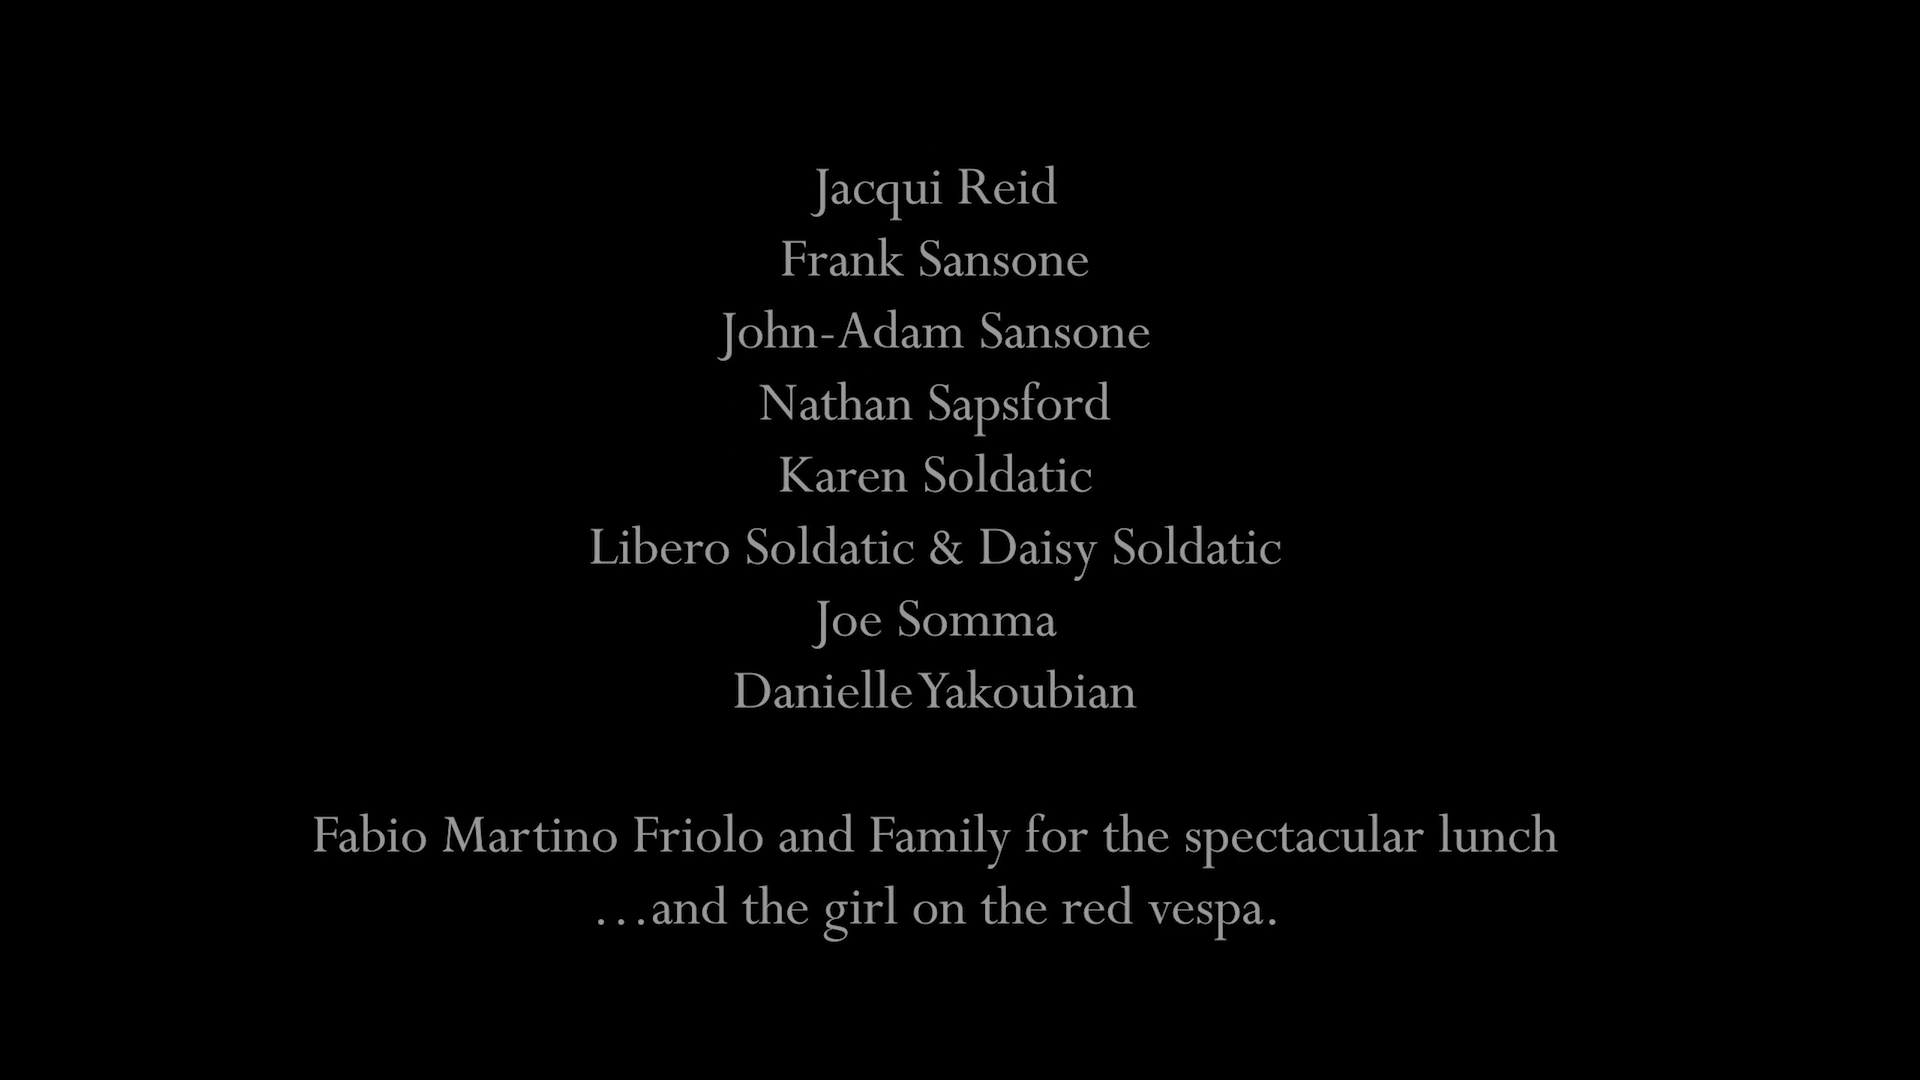 Jacqui Reid
Frank Sansone
John-Adam Sansone
Nathan Sapsford
Karen Soldatic
Libero Soldatic & Daisy Soldatic
Joe Somma
Danielle Yakoubian
Fabio Martino Friolo and Family for the spectacular lunch
…and the girl on the red vespa.